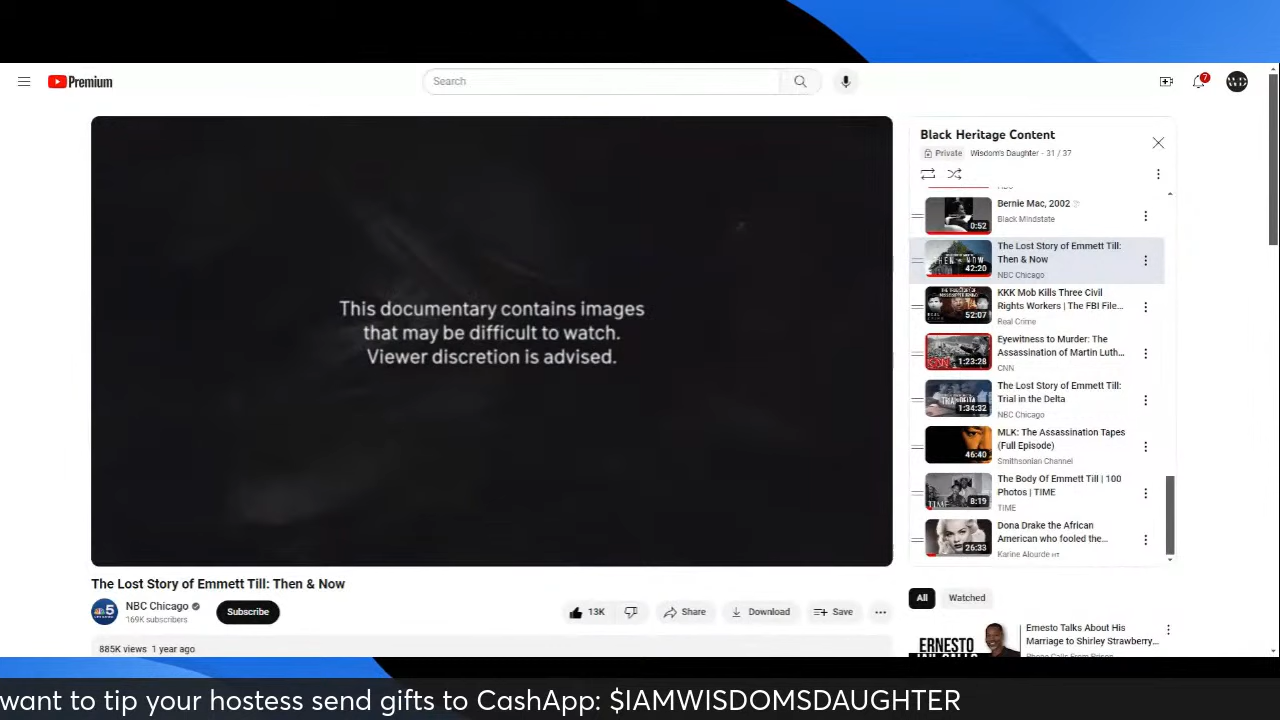 Premium
Search
7
This documentary contains images
that may be difficult to watch.
Viewer discretion is advised.
The Lost Story of Emmett Till: Then & Now
NBC Chicago
169K subscribers
Subscribe
13K
Share
Download
Save
885K views 1 year ago
Black Heritage Content
Private
Wisdom's Daughter - 31 / 37
Bernie Mac, 2002
Black Mindstate
0:52
The Lost Story of Emmett Till:
Then & Now
NBC Chicago
42:20
KKK Mob Kills Three Civil
Rights Workers | The FBI File...
Real Crime
52:07
Eyewitness to Murder: The
Assassination of Martin Luth...
CNN
1:23:28
The Lost Story of Emmett Till:
Trial in the Delta
NBC Chicago
1:34:32
MLK: The Assassination Tapes
(Full Episode)
Smithsonian Channel
46:40
The Body Of Emmett Till | 100
Photos | TIME
TIME
8:19
Dona Drake the African
American who fooled the...
Karine Alourde
26:33
All
Watched
ERNESTO
Ernesto Talks About His
Marriage to Shirley Strawberry...
Phone Calls From Prison
want to tip your hostess send gifts to CashApp: $IAMWISDOMSDAUGHTER